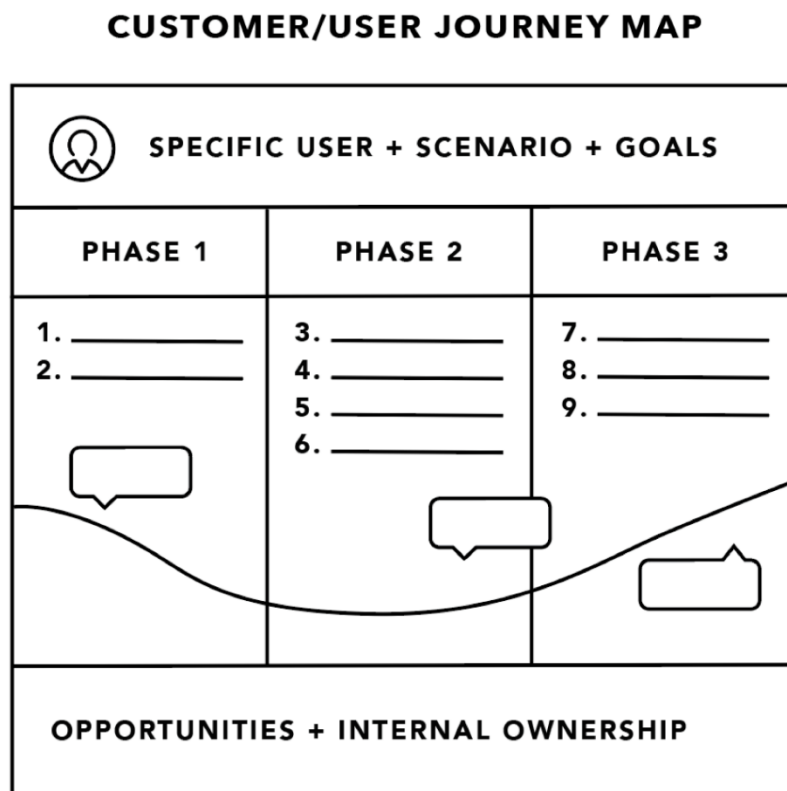 CUSTOMER/USER JOURNEY MAP
SPECIFIC USER + SCENARIO + GOALS
PHASE 1
PHASE 2
PHASE 3
1.
2.
3.
4.
5.
6.
7.
8.
9.
OPPORTUNITIES + INTERNAL OWNERSHIP